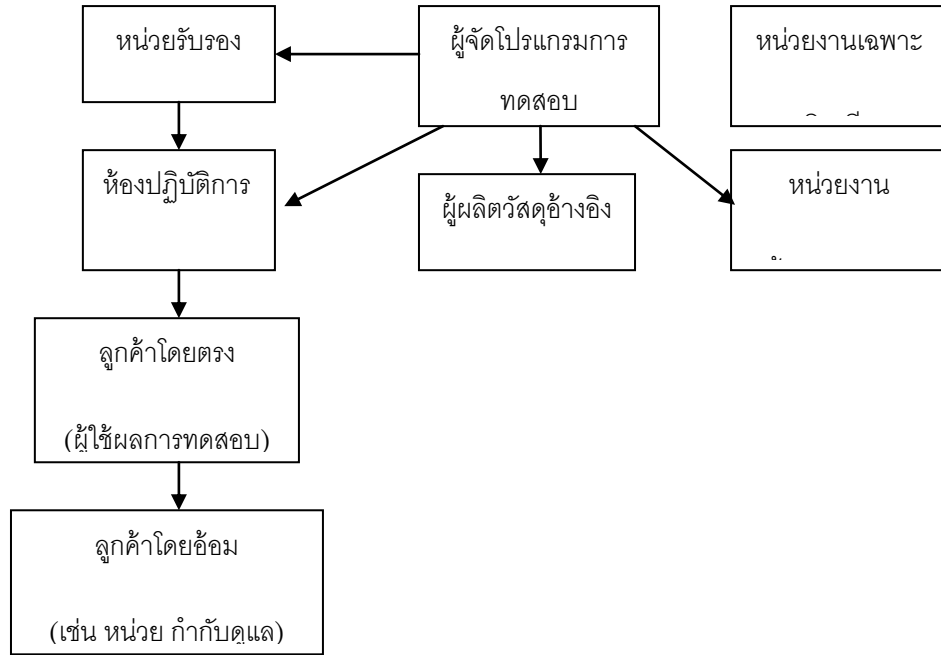 หน่วยรับรอง
ผู้จัดโปรแกรมการ
ทดสอบ
หน่วยงานเฉพาะ
ห้องปฏิบัติการ
ผู้ผลิตวัสดุอ้างอิง
หน่วยงาน
ลูกค้าโดยตรง
(ผู้ใช้ผลการทดสอบ)
ลูกค้าโดยอ้อม
(เช่น หน่วย กำกับดูแล)